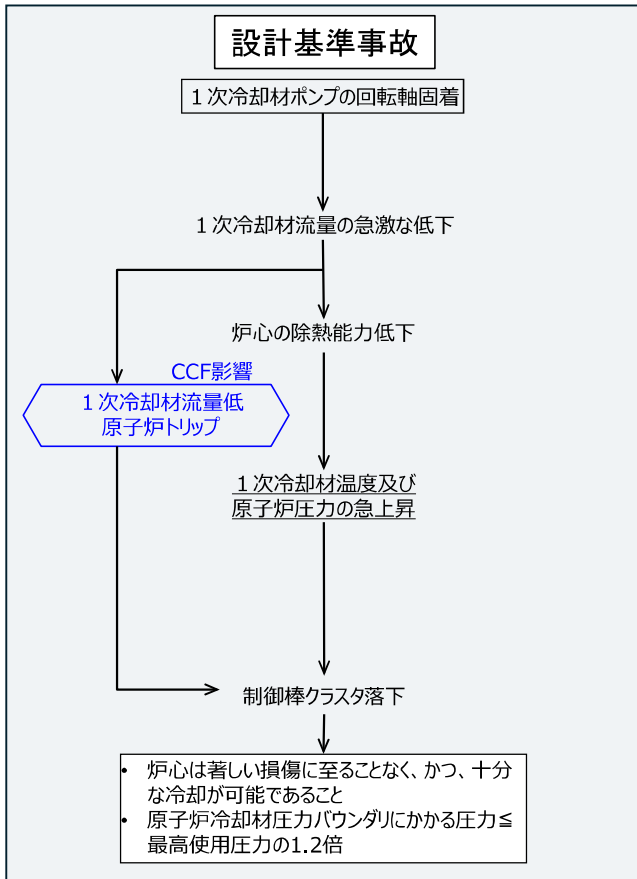 設計基準事故
1次冷却材ポンプの回転軸固着
1次冷却材流量の急激な低下
炉心の除熱能力低下
CCF影響
1次冷却材流量低
原子炉トリップ
1次冷却材温度及び
原子炉圧力の急上昇
制御棒クラスタ落下
• 炉心は著しい損傷に至ることなく、かつ、十分
な冷却が可能であること
• 原子炉冷却材圧力バウンダリにかかる圧力≦
最高使用圧力の1.2倍